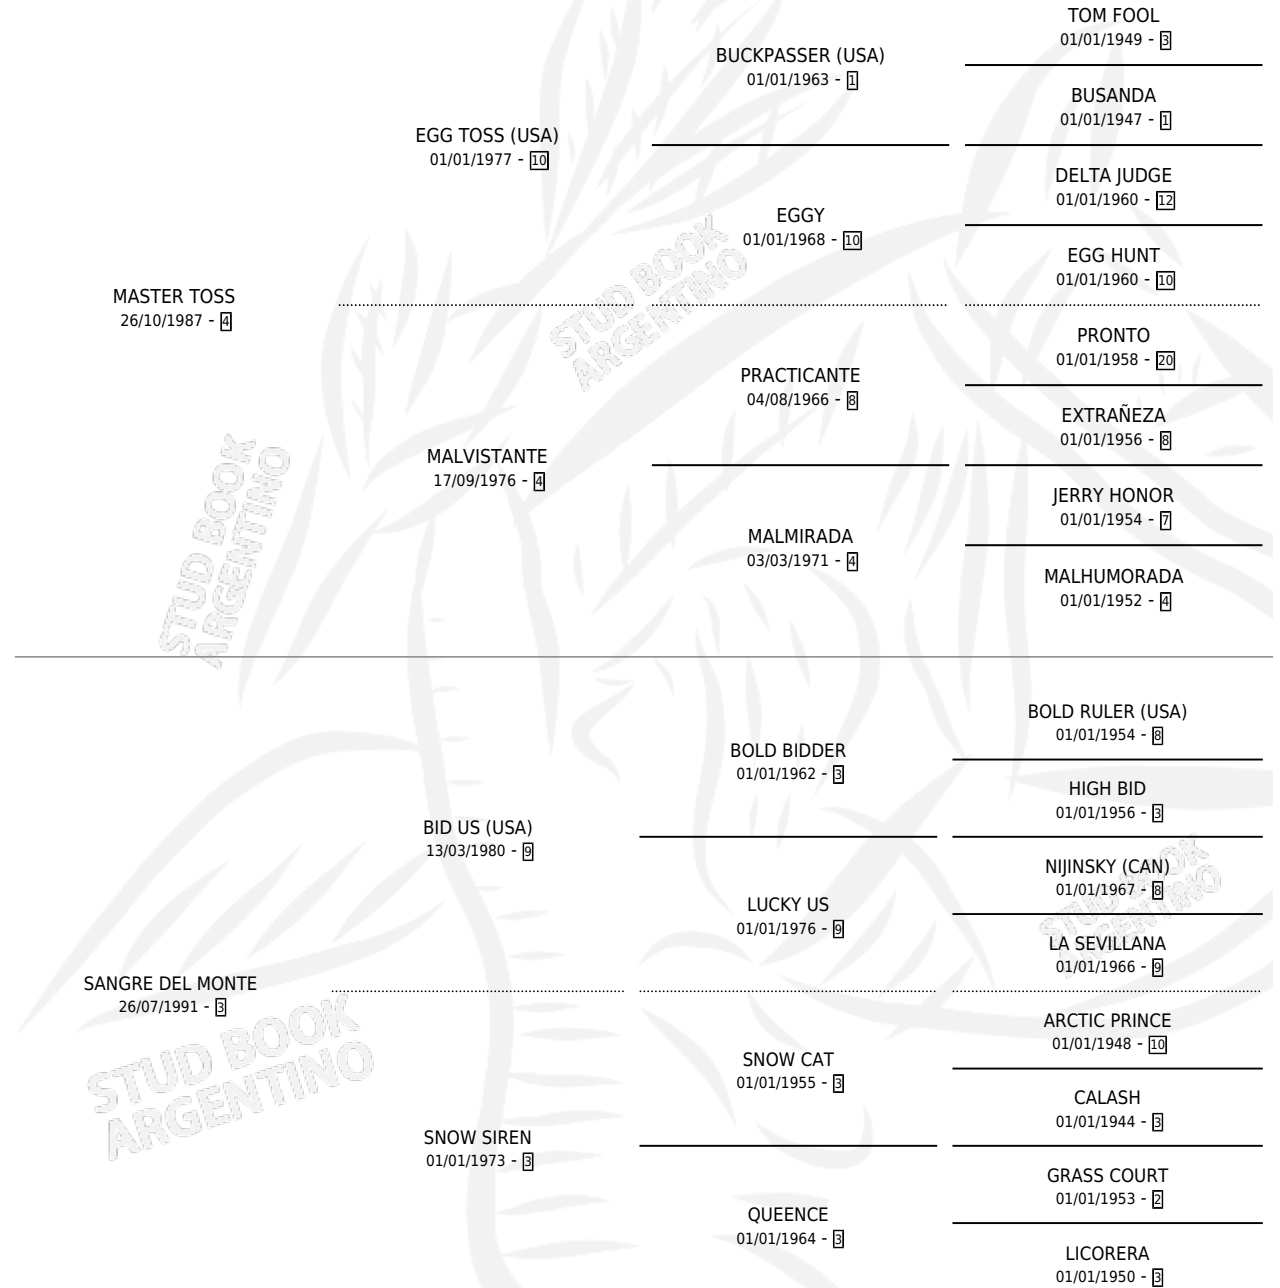 TOM FOOL
01/01/1949 - 3
BUCKPASSER (USA)
01/01/1963 - 1
BUSANDA
01/01/1947 - 1
EGG TOSS (USA)
01/01/1977 - 10
DELTA JUDGE
01/01/1960 - 12
EGGY
01/01/1968 - 10
EGG HUNT
01/01/1960 - 10
MASTER TOSS
26/10/1987 - 4
PRONTO
01/01/1958 - 20
PRACTICANTE
04/08/1966 - 8
EXTRAÑEZA
01/01/1956 - 8
MALVISTANTE
17/09/1976 - 4
JERRY HONOR
01/01/1954 - 7
MALMIRADA
03/03/1971 - 4
MALHUMORADA
01/01/1952 - 4
STUD BOOK
ARGENTINO
STUD BOOK
ARGENTINO
BOLD RULER (USA)
01/01/1954 - 8
BOLD BIDDER
01/01/1962 - 3
HIGH BID
01/01/1956 - 3
BID US (USA)
13/03/1980 - 9
NIJINSKY (CAN)
01/01/1967 - 8
LUCKY US
01/01/1976 - 9
LA SEVILLANA
01/01/1966 - 9
STUD BOOK
ARGENTINO
SANGRE DEL MONTE
26/07/1991 - 3
ARCTIC PRINCE
01/01/1948 - 10
SNOW CAT
01/01/1955 - 3
CALASH
01/01/1944 - 3
SNOW SIREN
01/01/1973 - 3
GRASS COURT
01/01/1953 - 2
QUEENCE
01/01/1964 - 3
LICORERA
01/01/1950 - 3
STUD BOOK
ARGENTINO